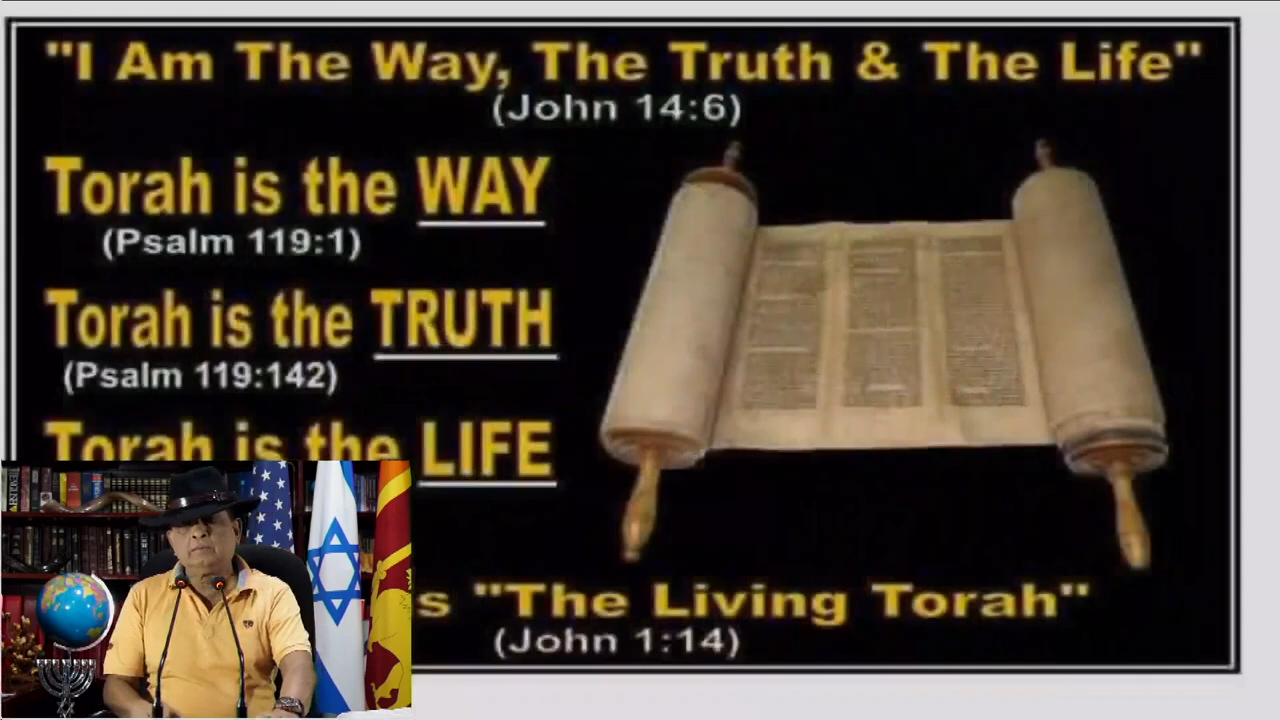 "I Am The Way, The Truth & The Life"
(John 14:6)
Torah is the WAY
(Psalm 119:1)
Torah is the TRUTH
(Psalm 119:142)
Torah is the LIFE
"The Living Torah"
(John 1:14)